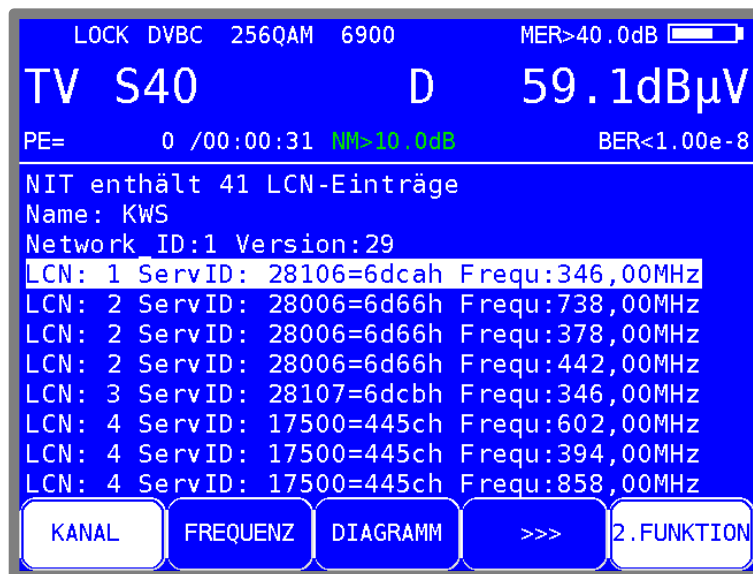 LOCK DVBC 256QAM 6900 MER>40.0dB
TV S40 D 59.1dBµV
PE= 0 /00:00:31 NM>10.0dB BER<1.00e-8
NIT enthält 41 LCN-Einträge
Name: KWS
Network_ID:1 Version:29
LCN: 1 ServID: 28106=6dcah Frequ:346,00MHz
LCN: 2 ServID: 28006=6d66h Frequ:738,00MHz
LCN: 2 ServID: 28006=6d66h Frequ:378,00MHz
LCN: 2 ServID: 28006=6d66h Frequ:442,00MHz
LCN: 3 ServID: 28107=6dcbh Frequ:346,00MHz
LCN: 4 ServID: 17500=445ch Frequ:602,00MHz
LCN: 4 ServID: 17500=445ch Frequ:394,00MHz
LCN: 4 ServID: 17500=445ch Frequ:858,00MHz
KANAL FREQUENZ DIAGRAMM >>> 2.FUNKTION